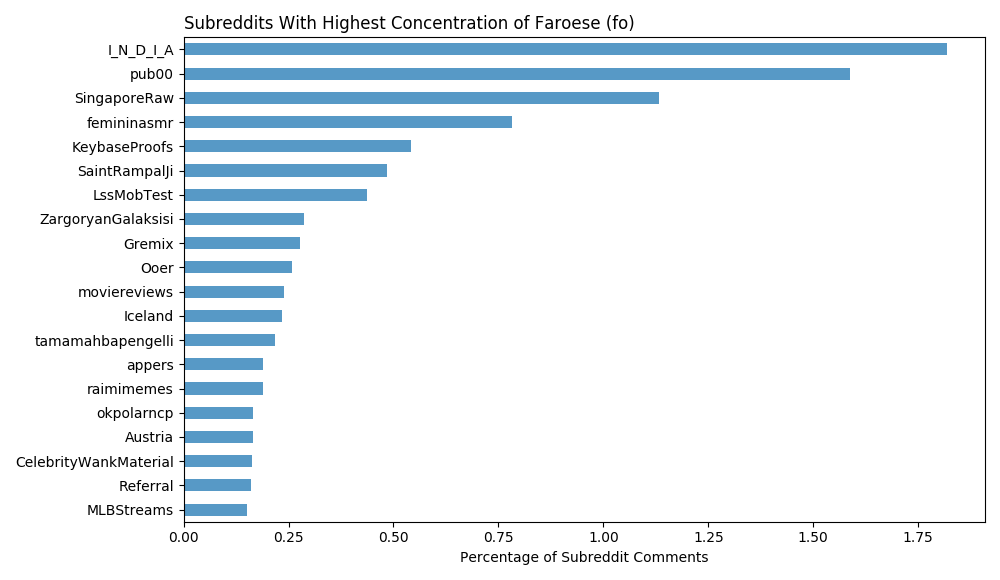 Subreddits With Highest Concentration of Faroese (fo)
I_N_D_I_A
pub00
SingaporeRaw
femininasmr
KeybaseProofs
SaintRampalJi
LssMobTest
ZargoryanGalaksisi
Gremix
Ooer
moviereviews
Iceland
tamamahbapengelli
appers
raimimemes
okpolarncp
Austria
CelebrityWankMaterial
Referral
MLBStreams
0.00 0.25 0.50 0.75 1.00 1.25 1.50 1.75
Percentage of Subreddit Comments